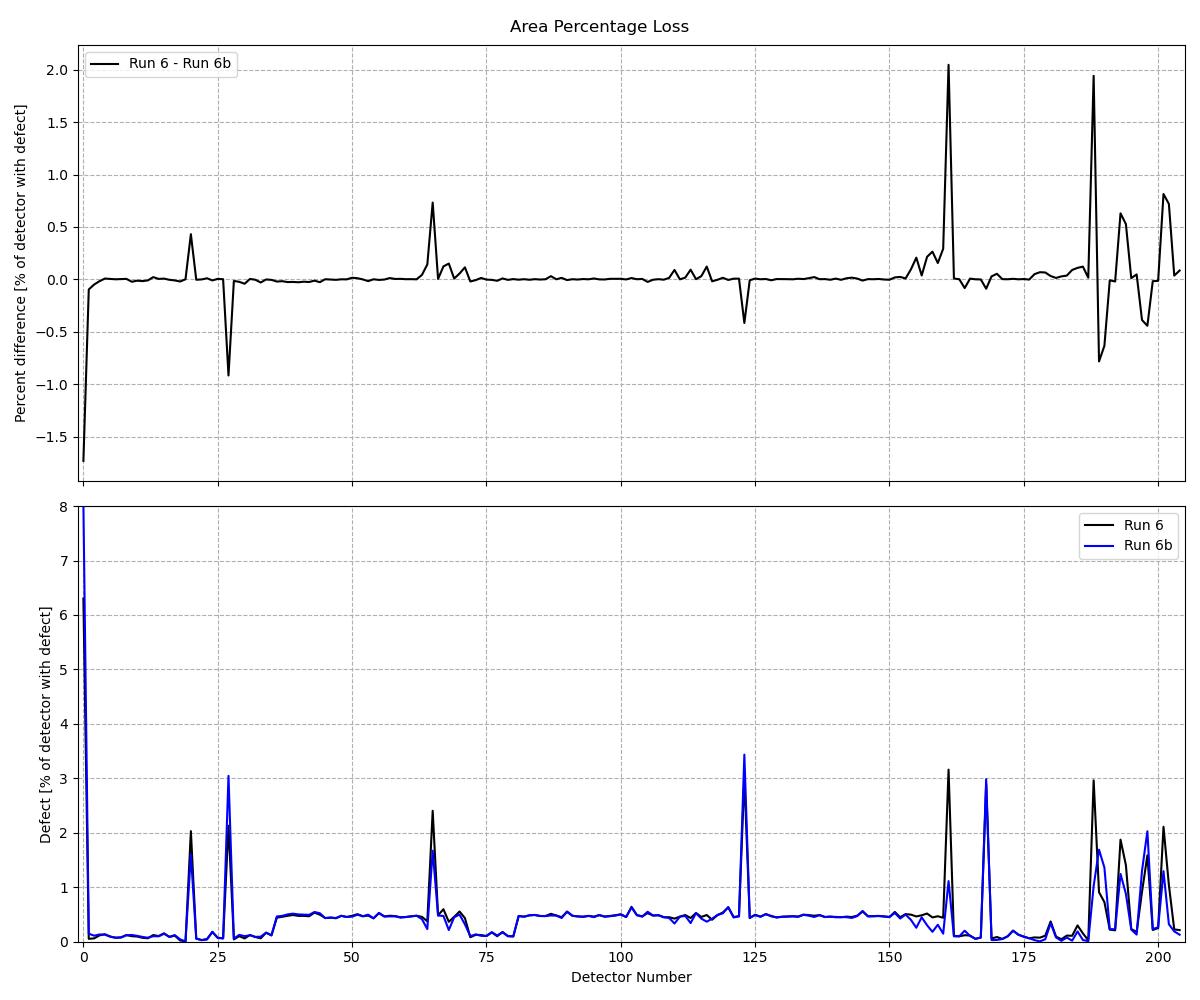 Area Percentage Loss
Run 6 - Run 6b
Percent difference [% of detector with defect]
2.0
1.5
1.0
0.5
0.0
−0.5
−1.0
−1.5
Run 6
Run 6b
Defect [% of detector with defect]
8
7
6
5
4
3
2
1
0
0 25 50 75 100 125 150 175 200
Detector Number